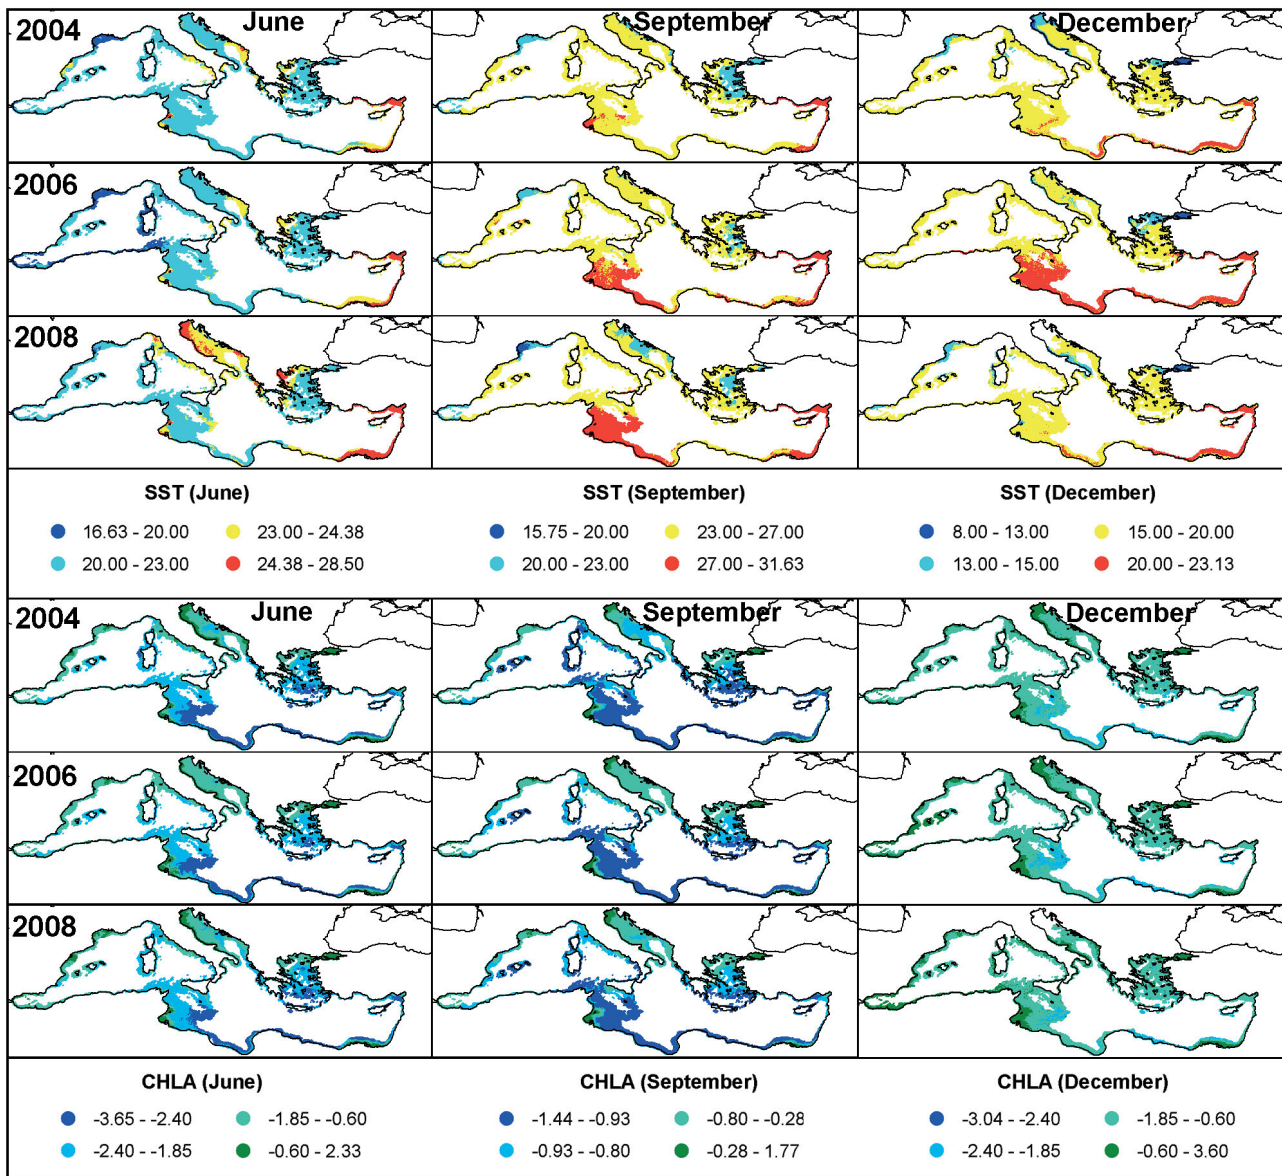 June September December
2004
2006
2008
SST (June) SST (September) SST (December)
16.63 - 20.00 23.00 - 24.38 15.75 - 20.00 23.00 - 27.00 8.00 - 13.00 15.00 - 20.00
20.00 - 23.00 24.38 - 28.50 20.00 - 23.00 27.00 - 31.63 13.00 - 15.00 20.00 - 23.13
June September December
2004
2006
2008
CHLA (June) CHLA (September) CHLA (December)
-3.65 - -2.40 -1.85 - -0.60 -1.44 - -0.93 -0.80 - -0.28 -3.04 - -2.40 -1.85 - -0.60
-2.40 - -1.85 -0.60 - 2.33 -0.93 - -0.80 -0.28 - 1.77 -2.40 - -1.85 -0.60 - 3.60